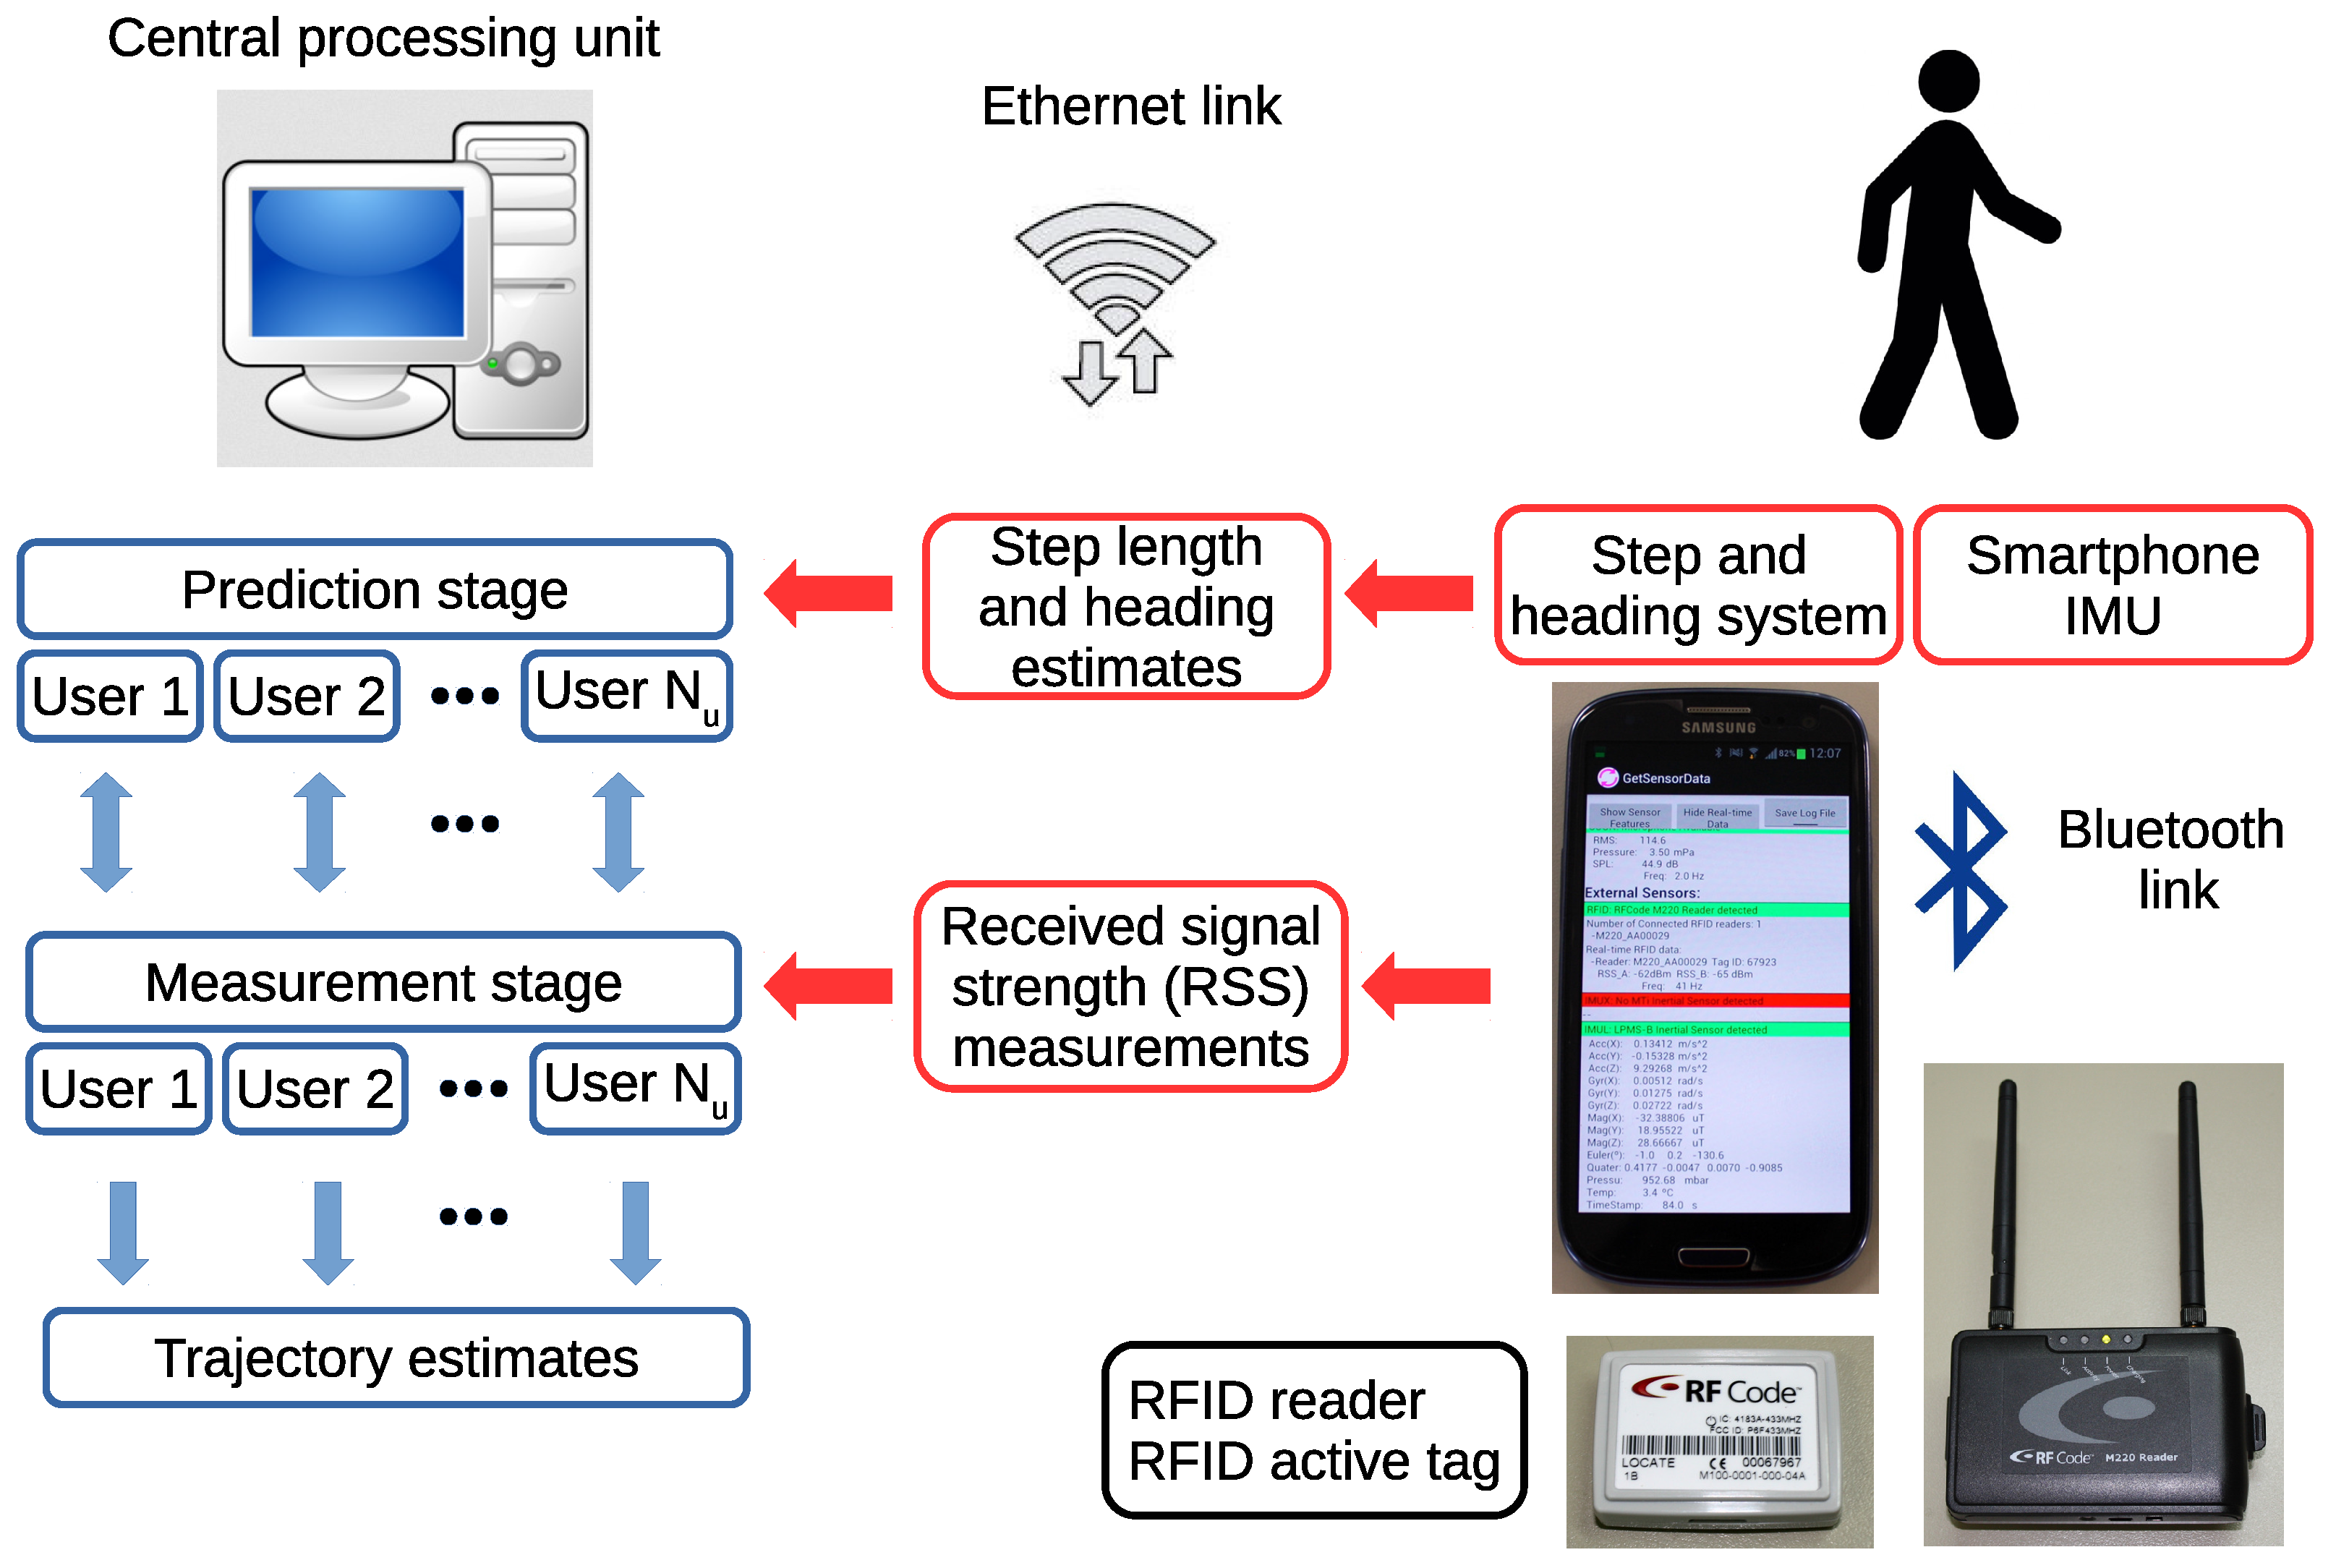 Central processing unit
Ethernet link
Prediction stage
User 1
User 2
•••
User Nu
•••
Measurement stage
User 1
User 2
•••
User Nu
•••
Trajectory estimates
Step length
and heading
estimates
Received signal
strength (RSS)
measurements
Step and
heading system
Smartphone
IMU
SAMSUNG
82% 12:07
GetSensorData
Show Sensor
Features
Hide Real-time
Data
Save Log File
RMS: 114.6
Pressure: 3.50 mPa
SPL: 44.9 dB
Freq: 2.0 Hz
External Sensors:
RFID: RFCode M220 Reader detected
Number of Connected RFID readers: 1
-M220_AA00029
Real-time RFID data:
-Reader: M220_AA00029 Tag ID: 67923
RSS_A: -62dBm RSS_B: -65 dBm
Freq: 41 Hz
IMUX: No MTi Inertial Sensor detected
--
IMUL: LPMS-B Inertial Sensor detected
Acc(X): 0.13412 m/s^2
Acc(Y): -0.15328 m/s^2
Acc(Z): 9.29268 m/s^2
Gyr(X): 0.00512 rad/s
Gyr(Y): 0.01275 rad/s
Gyr(Z): 0.02722 rad/s
Mag(X): -32.38806 uT
Mag(Y): 18.95522 uT
Mag(Z): 28.66667 uT
Euler(º): -1.0 0.2 -130.6
Quater: 0.4177 -0.0047 0.0070 -0.9085
Pressu: 952.68 mbar
Temp: 3.4 ºC
TimeStamp: 84.0 s
Bluetooth
link
RFID reader
RFID active tag
RF Code™
IC: 4183A-433MHZ
FCC ID: P6F433MHZ
LOCATE CE 00067967
1B M100-0001-000-04A
Link
Activity
Power
Charging
RF Code™ M220 Reader